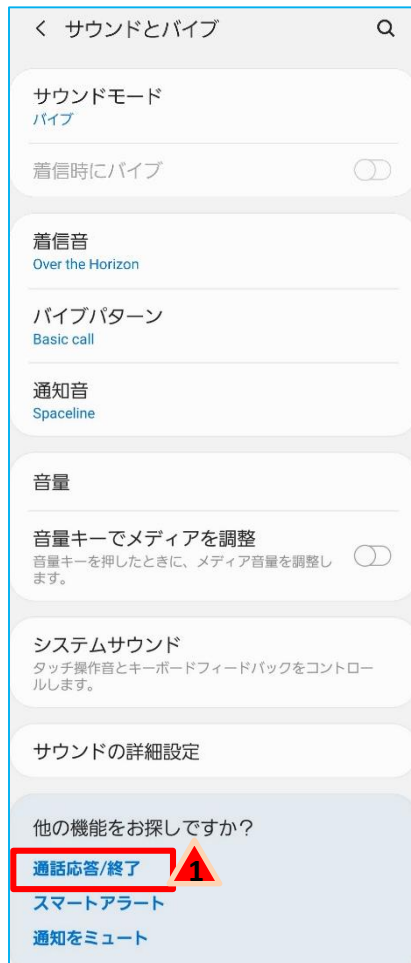 サウンドとバイブ
サウンドモード
バイブ
着信時にバイブ
着信音
Over the Horizon
バイブパターン
Basic call
通知音
Spaceline
音量
音量キーでメディアを調整
音量キーを押したときに、メディア音量を調整し
ます。
システムサウンド
タッチ操作音とキーボードフィードバックをコントロー
ルします。
サウンドの詳細設定
他の機能をお探しですか？
通話応答/終了
1
スマートアラート
通知をミュート